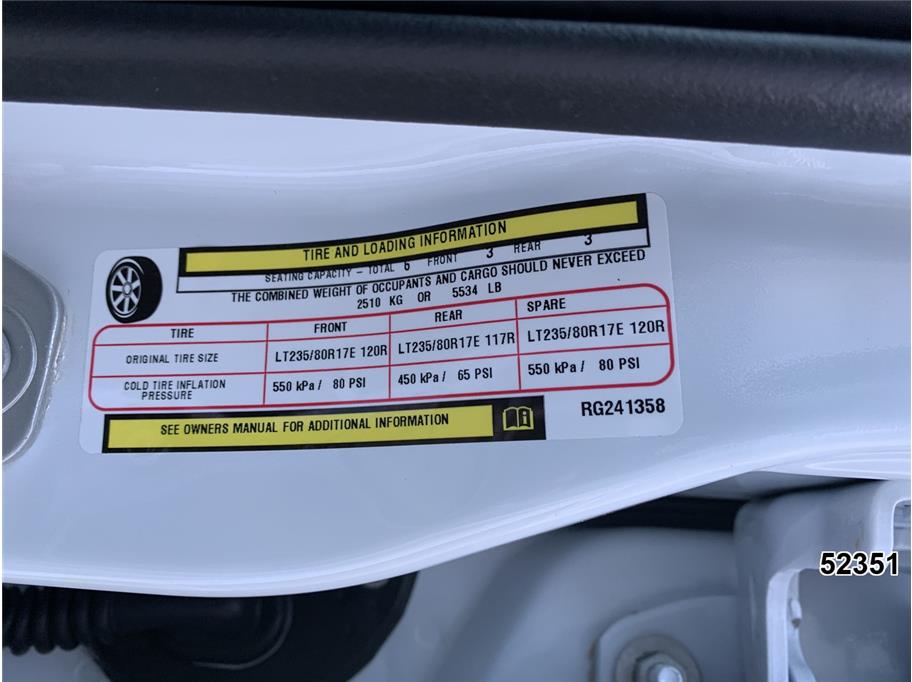 TIRE AND LOADING INFORMATION
SEATING CAPACITY - TOTAL 6 FRONT 3 REAR 3
THE COMBINED WEIGHT OF OCCUPANTS AND CARGO SHOULD NEVER EXCEED
2510 KG OR 5534 LB
TIRE FRONT REAR SPARE
ORIGINAL TIRE SIZE LT235/80R17E 120R LT235/80R17E 117R LT235/80R17E 120R
COLD TIRE INFLATION PRESSURE 550 kPa / 80 PSI 450 kPa / 65 PSI 550 kPa / 80 PSI
SEE OWNERS MANUAL FOR ADDITIONAL INFORMATION
RG241358
52351